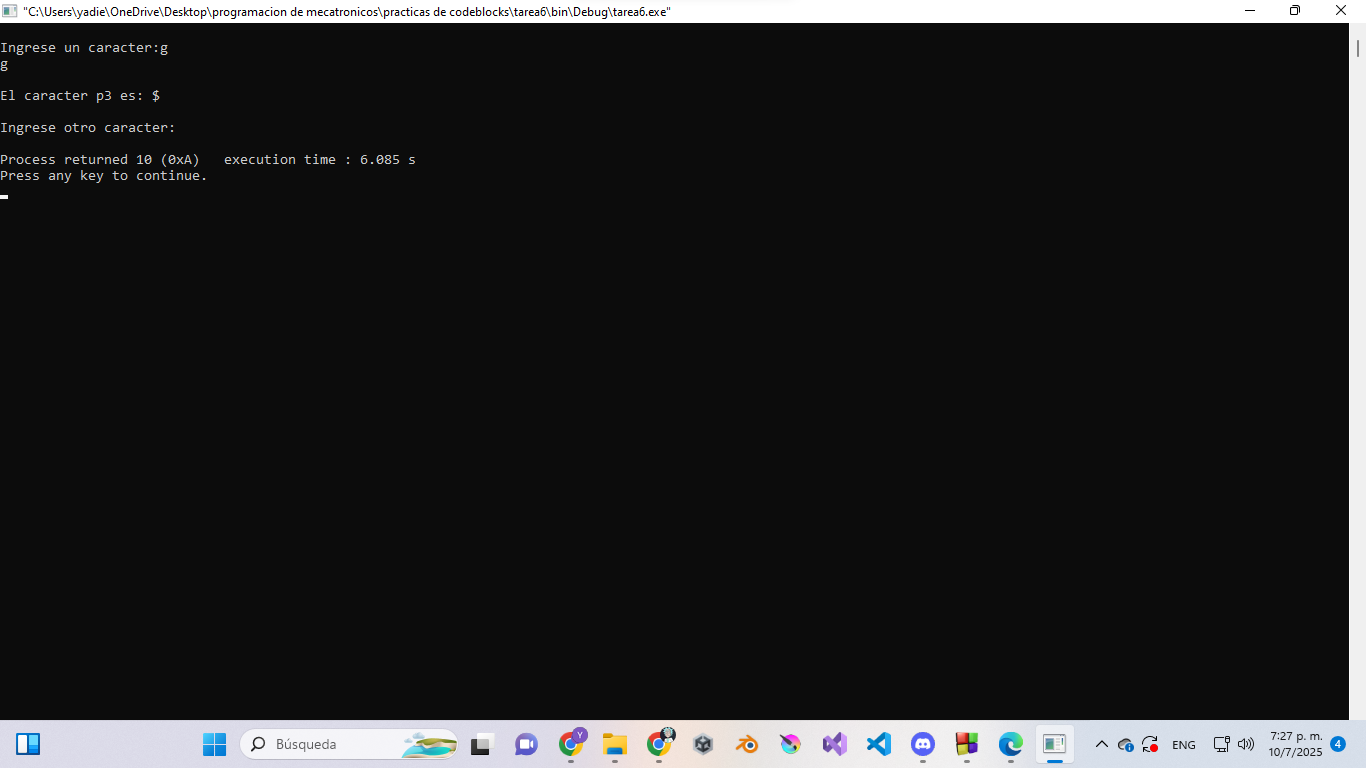 "C:\Users\yadie\OneDrive\Desktop\programacion de mecatronicos\practicas de codeblocks\tarea6\bin\Debug\tarea6.exe"
Ingrese un caracter:g
g
El caracter p3 es: $
Ingrese otro caracter:
Process returned 10 (0xA)   execution time : 6.085 s
Press any key to continue.
Búsqueda
Y
ENG
7:27 p. m.
10/7/2025
4